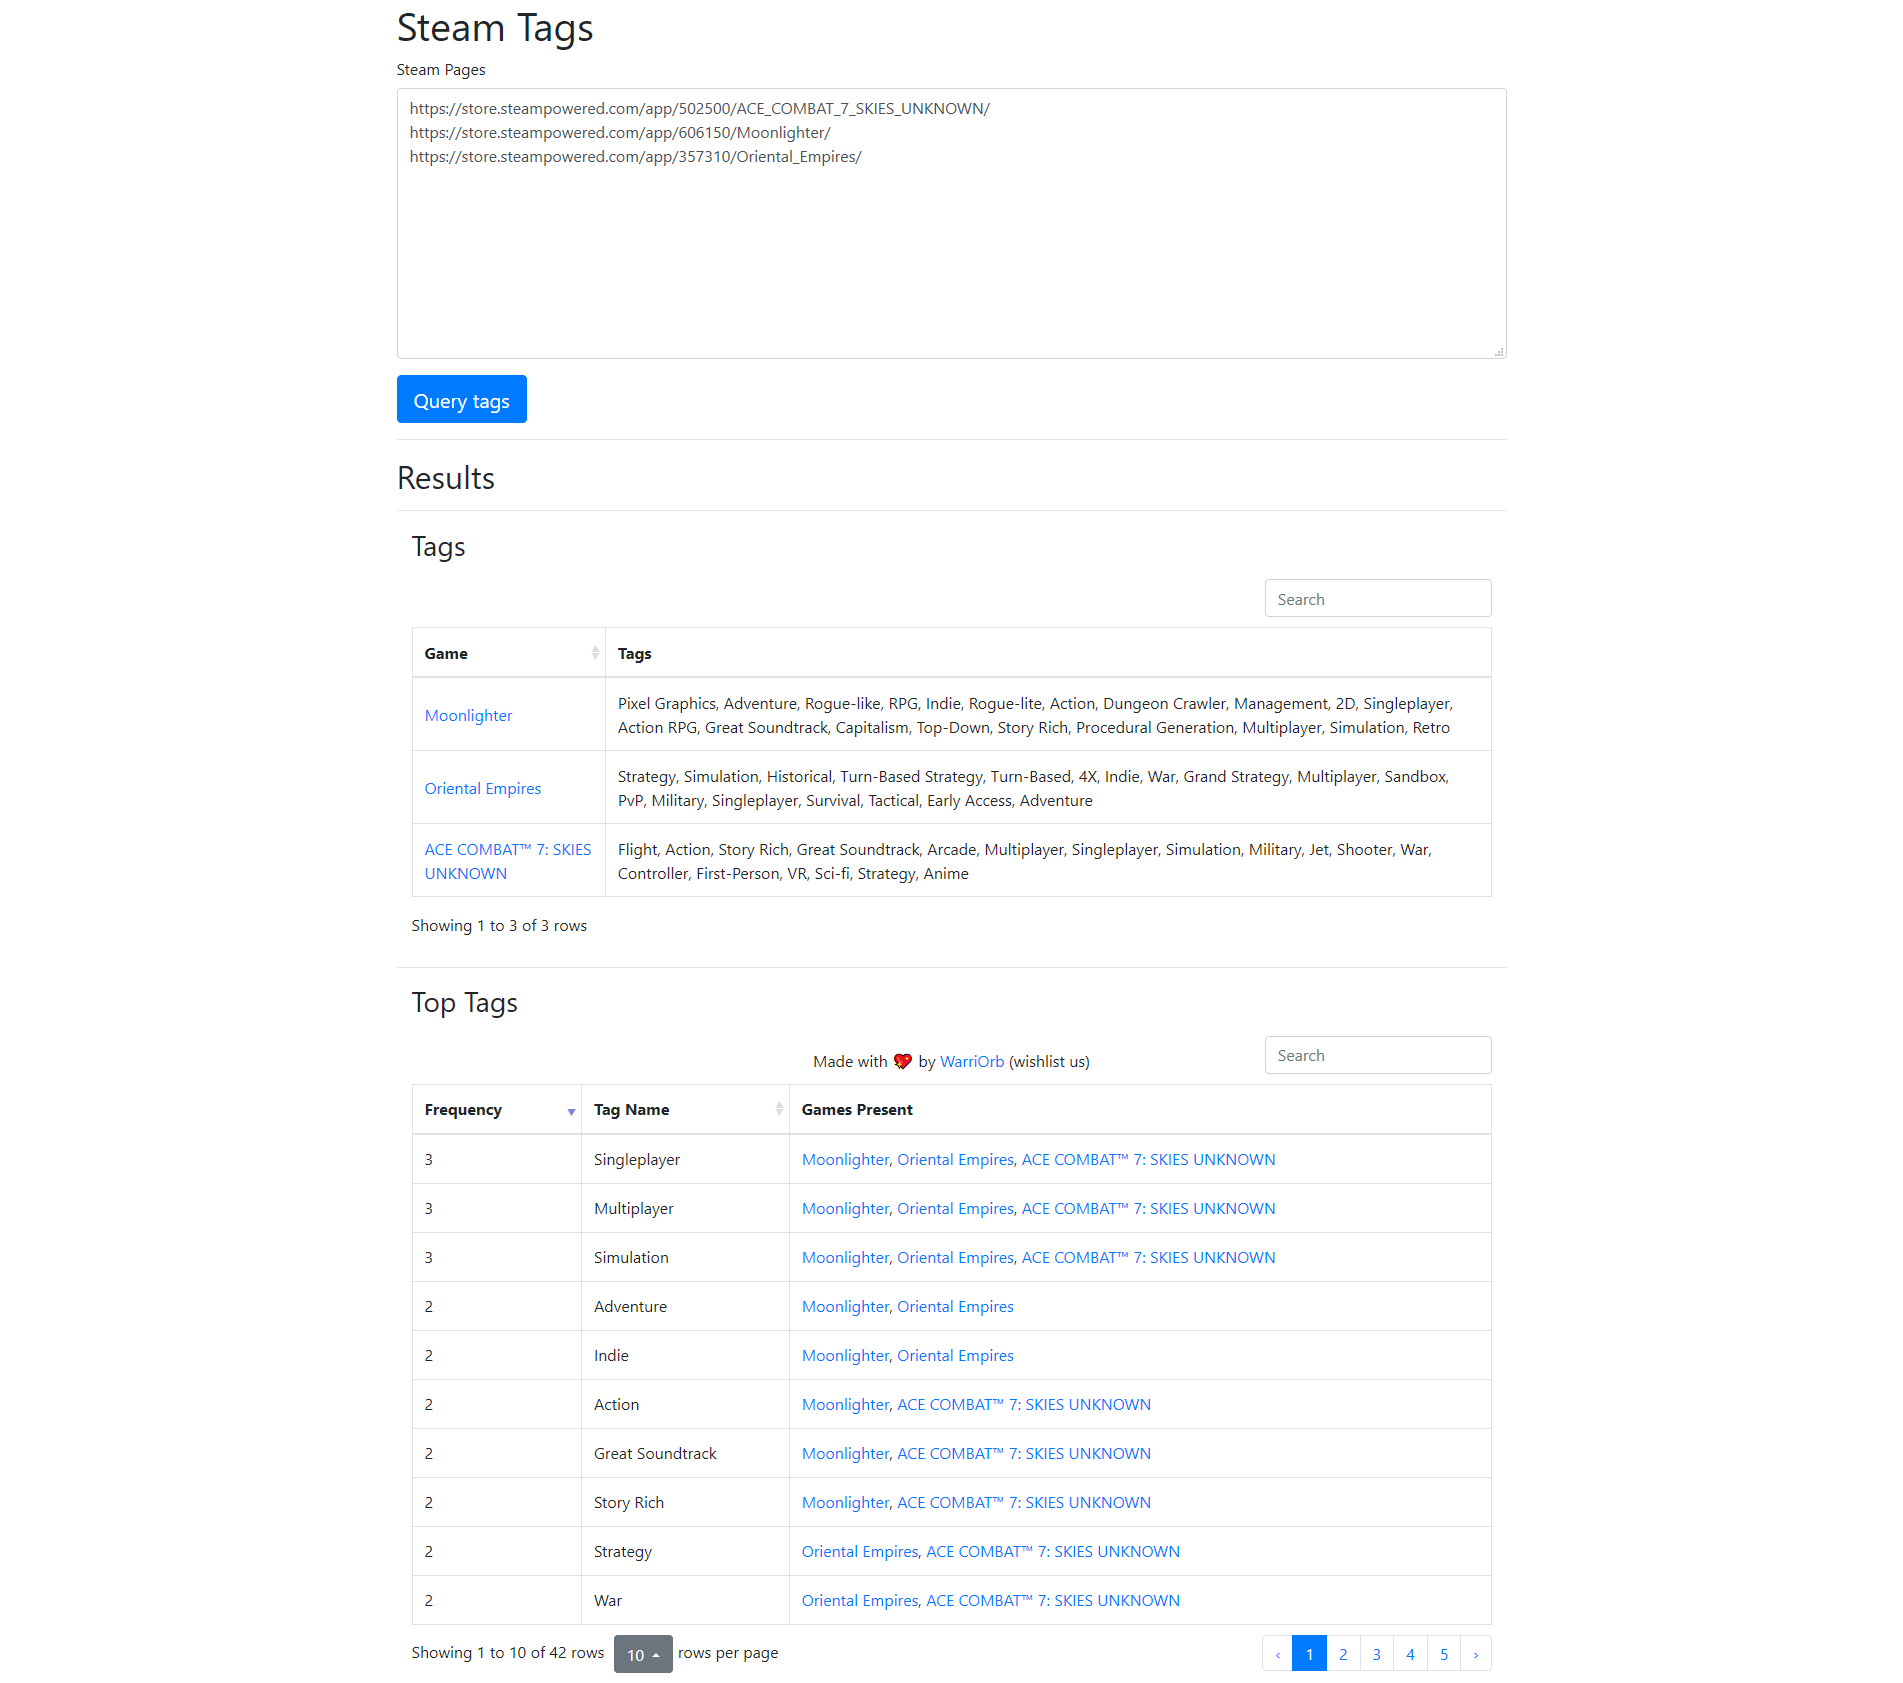 Steam Tags
Steam Pages
https://store.steampowered.com/app/502500/ACE_COMBAT_7_SKIES_UNKNOWN/
https://store.steampowered.com/app/606150/Moonlighter/
https://store.steampowered.com/app/357310/Oriental_Empires/
Query tags
Results
Tags
Search
Game Tags
Moonlighter
Pixel Graphics, Adventure, Rogue-like, RPG, Indie, Rogue-lite, Action, Dungeon Crawler, Management, 2D, Singleplayer,
Action RPG, Great Soundtrack, Capitalism, Top-Down, Story Rich, Procedural Generation, Multiplayer, Simulation, Retro
Oriental Empires
Strategy, Simulation, Historical, Turn-Based Strategy, Turn-Based, 4X, Indie, War, Grand Strategy, Multiplayer, Sandbox,
PvP, Military, Singleplayer, Survival, Tactical, Early Access, Adventure
ACE COMBAT™ 7: SKIES
UNKNOWN
Flight, Action, Story Rich, Great Soundtrack, Arcade, Multiplayer, Singleplayer, Simulation, Military, Jet, Shooter, War,
Controller, First-Person, VR, Sci-fi, Strategy, Anime
Showing 1 to 3 of 3 rows
Top Tags
Made with 💖 by WarriOrb (wishlist us)
Search
Frequency Tag Name Games Present
3 Singleplayer Moonlighter, Oriental Empires, ACE COMBAT™ 7: SKIES UNKNOWN
3 Multiplayer Moonlighter, Oriental Empires, ACE COMBAT™ 7: SKIES UNKNOWN
3 Simulation Moonlighter, Oriental Empires, ACE COMBAT™ 7: SKIES UNKNOWN
2 Adventure Moonlighter, Oriental Empires
2 Indie Moonlighter, Oriental Empires
2 Action Moonlighter, ACE COMBAT™ 7: SKIES UNKNOWN
2 Great Soundtrack Moonlighter, ACE COMBAT™ 7: SKIES UNKNOWN
2 Story Rich Moonlighter, ACE COMBAT™ 7: SKIES UNKNOWN
2 Strategy Oriental Empires, ACE COMBAT™ 7: SKIES UNKNOWN
2 War Oriental Empires, ACE COMBAT™ 7: SKIES UNKNOWN
Showing 1 to 10 of 42 rows 10 rows per page ‹ 1 2 3 4 5 ›